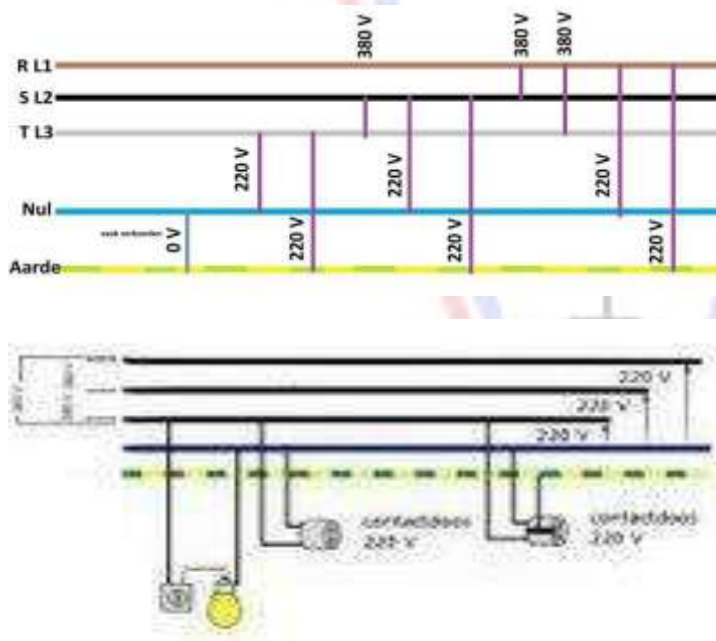 380 V
380 V
380 V
R L1
S L2
T L3
220 V
220 V
220 V
Nul
0 V
220 V
220 V
220 V
Aarde
220 V
220 V
220 V
contactdoos
220 V
contactdoos
220 V